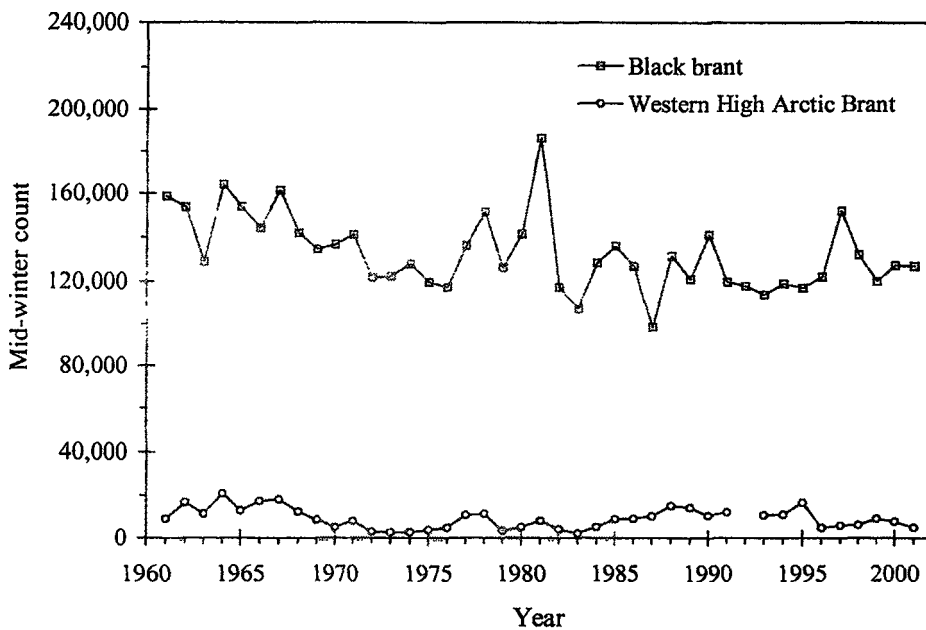 240,000
200,000
160,000
120,000
80,000
40,000
0
Mid-winter count
Black brant
Western High Arctic Brant
1960 1965 1970 1975 1980 1985 1990 1995 2000
Year